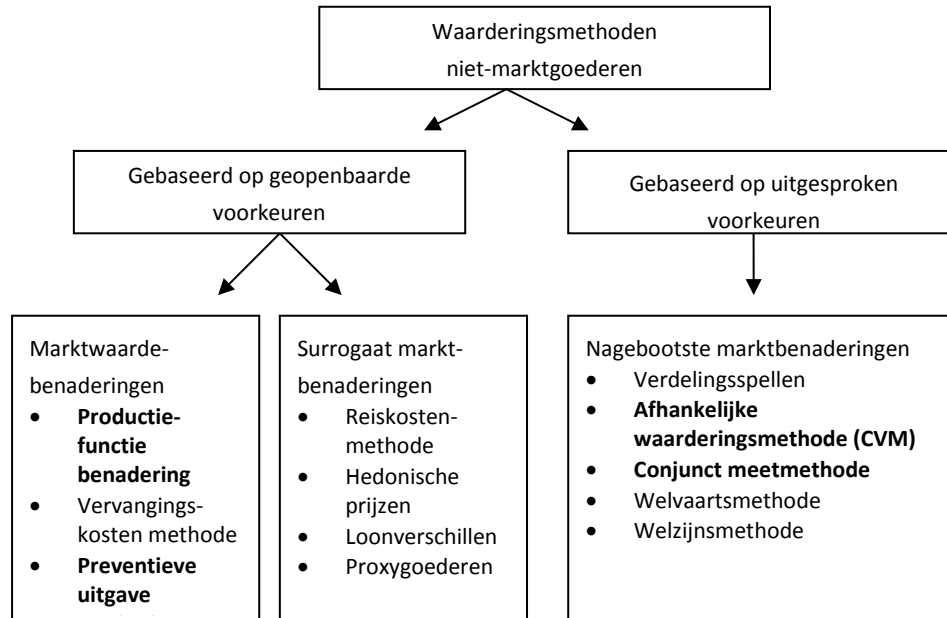 Waarderingsmethoden
niet-marktgoederen
Gebaseerd op geopenbaarde
voorkeuren
Gebaseerd op uitgesproken
voorkeuren
Marktwaarde-
benaderingen
• Productie-
functie
benadering
• Vervangings-
kosten methode
• Preventieve
uitgave
Surrogaat markt-
benaderingen
• Reiskosten-
methode
• Hedonische
prijzen
• Loonverschillen
• Proxygoederen
Nagebootste marktbenaderingen
• Verdelingsspellen
• Afhankelijke
waarderingsmethode (CVM)
• Conjunct meetmethode
• Welvaartsmethode
• Welzijnsmethode